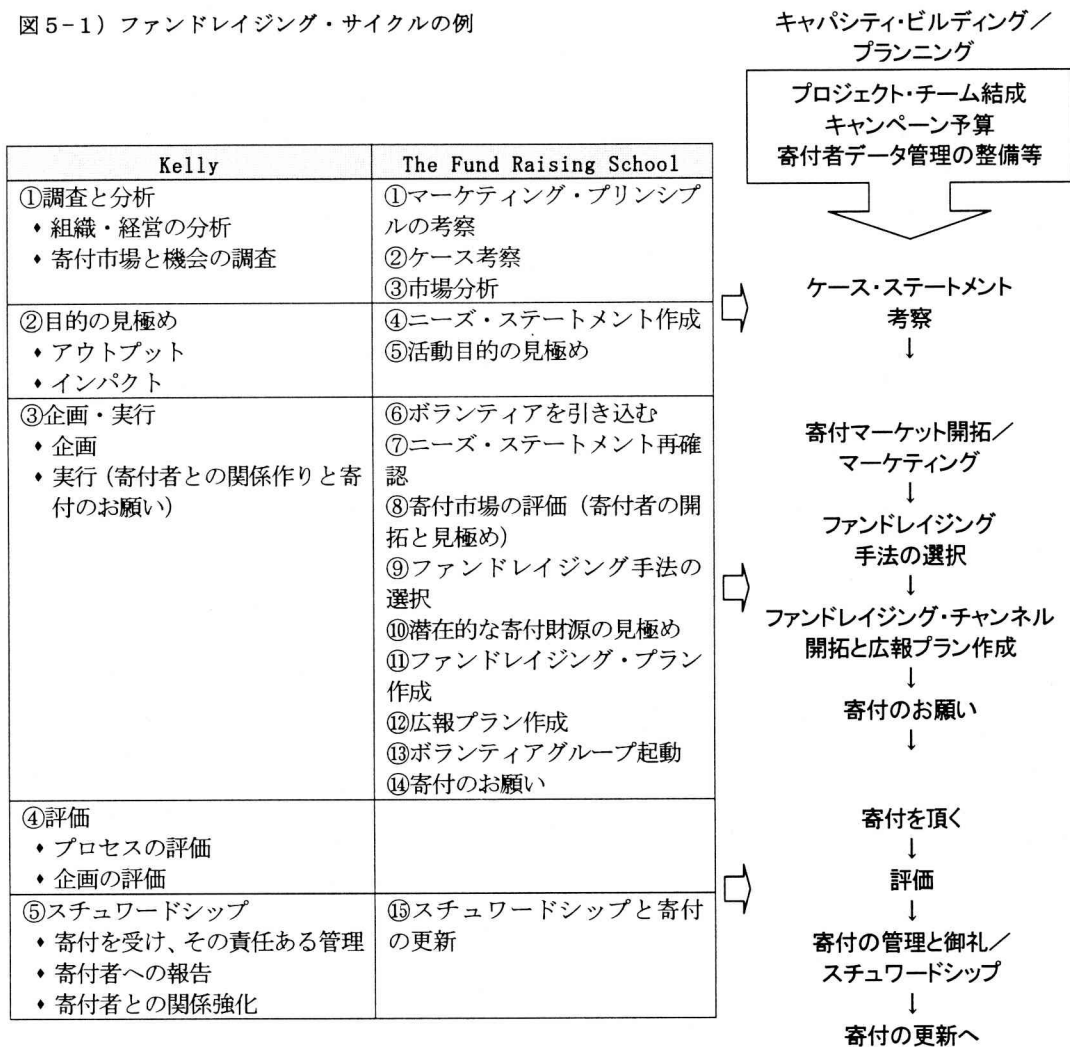 図5-1）ファンドレイジング・サイクルの例
キャパシティ・ビルディング／
プランニング
プロジェクト・チーム結成
キャンペーン予算
寄付者データ管理の整備等
Kelly
The Fund Raising School
①調査と分析
・組織・経営の分析
・寄付市場と機会の調査
①マーケティング・プリンシプ
ルの考察
②ケース考察
③市場分析
②目的の見極め
・アウトプット
・インパクト
④ニーズ・ステートメント作成
⑤活動目的の見極め
③企画・実行
・企画
・実行（寄付者との関係作りと寄
付のお願い）
⑥ボランティアを引き込む
⑦ニーズ・ステートメント再確
認
⑧寄付市場の評価（寄付者の開
拓と見極め）
⑨ファンドレイジング手法の
選択
⑩潜在的な寄付財源の見極め
⑪ファンドレイジング・プラン
作成
⑫広報プラン作成
⑬ボランティアグループ起動
⑭寄付のお願い
④評価
・プロセスの評価
・企画の評価
⑤スチュワードシップ
・寄付を受け、その責任ある管理
・寄付者への報告
・寄付者との関係強化
⑮スチュワードシップと寄付
の更新
ケース・ステートメント
考察
↓
寄付マーケット開拓／
マーケティング
↓
ファンドレイジング
手法の選択
↓
ファンドレイジング・チャンネル
開拓と広報プラン作成
↓
寄付のお願い
↓
寄付を頂く
↓
評価
↓
寄付の管理と御礼／
スチュワードシップ
↓
寄付の更新へ